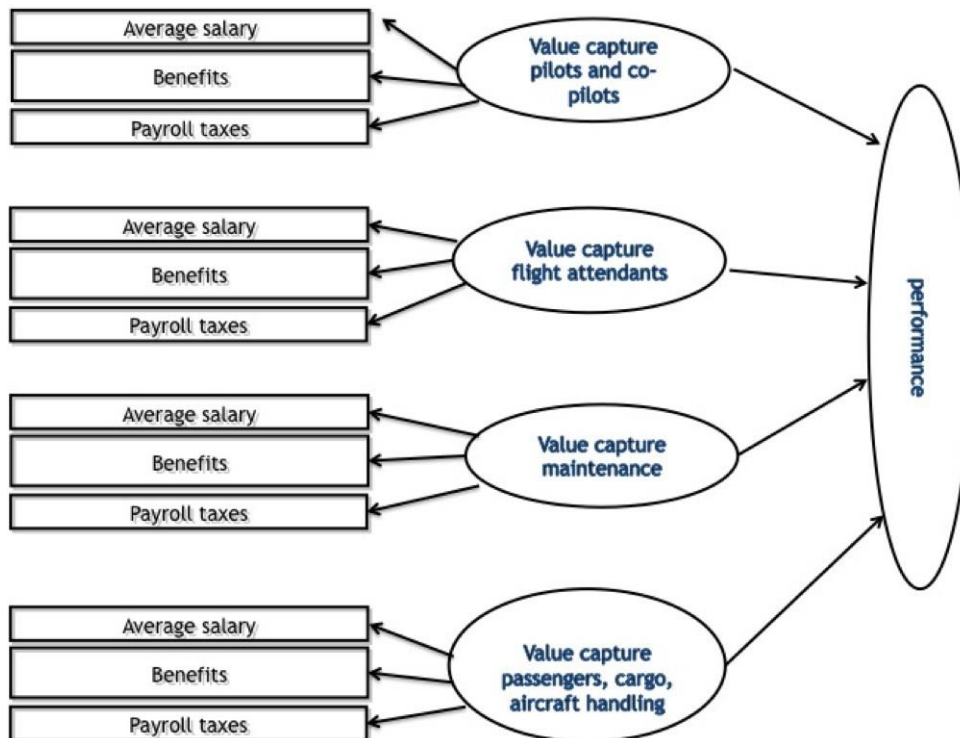 Average salary
Benefits
Payroll taxes
Value capture
pilots and co-
pilots
Average salary
Benefits
Payroll taxes
Value capture
flight attendants
Average salary
Benefits
Payroll taxes
Value capture
maintenance
Average salary
Benefits
Payroll taxes
Value capture
passengers, cargo,
aircraft handling
performance